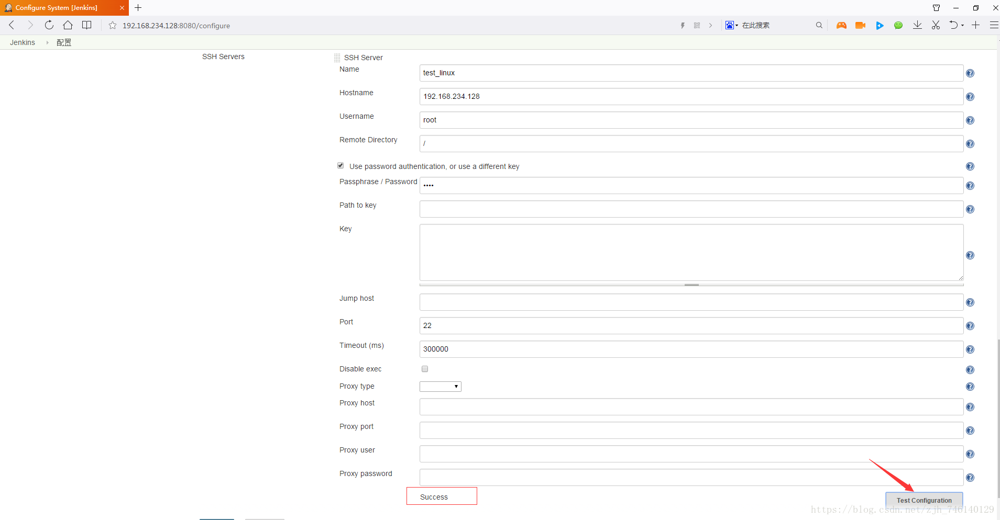 Configure System [Jenkins]
192.168.234.128:8080/configure
在此搜索
Jenkins
配置
SSH Servers
SSH Server
Name
test_linux
Hostname
192.168.234.128
Username
root
Remote Directory
/
Use password authentication, or use a different key
Passphrase / Password
••••
Path to key
Key
Jump host
Port
22
Timeout (ms)
300000
Disable exec
Proxy type
Proxy host
Proxy port
Proxy user
Proxy password
Success
Test Configuration
https://blog.csdn.net/zjh_746140129